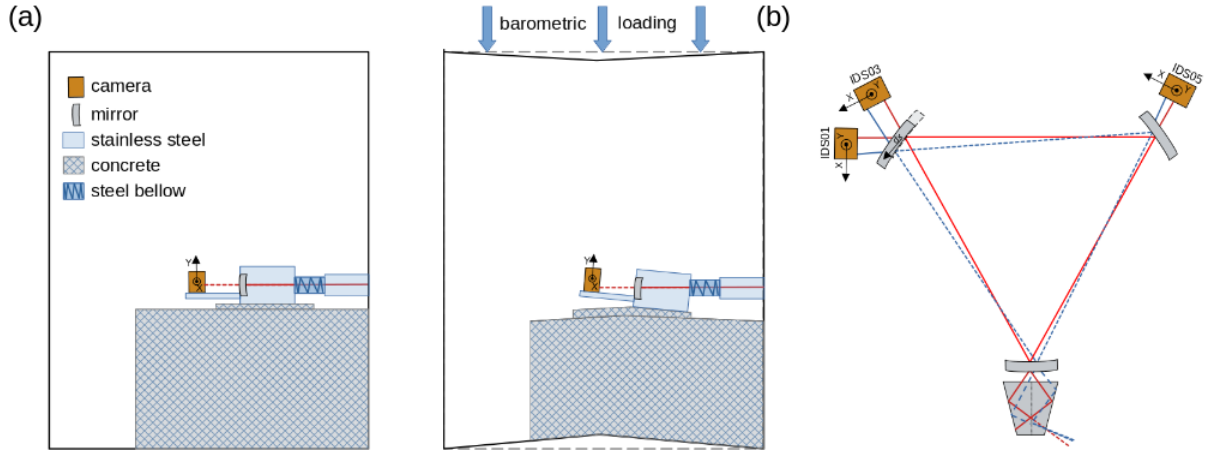 (a)
barometric loading
(b)
camera
mirror
stainless steel
concrete
steel bellow
Y
X
Y
X
IDS03
X
Y
IDS05
X
Y
IDS01
Y
X